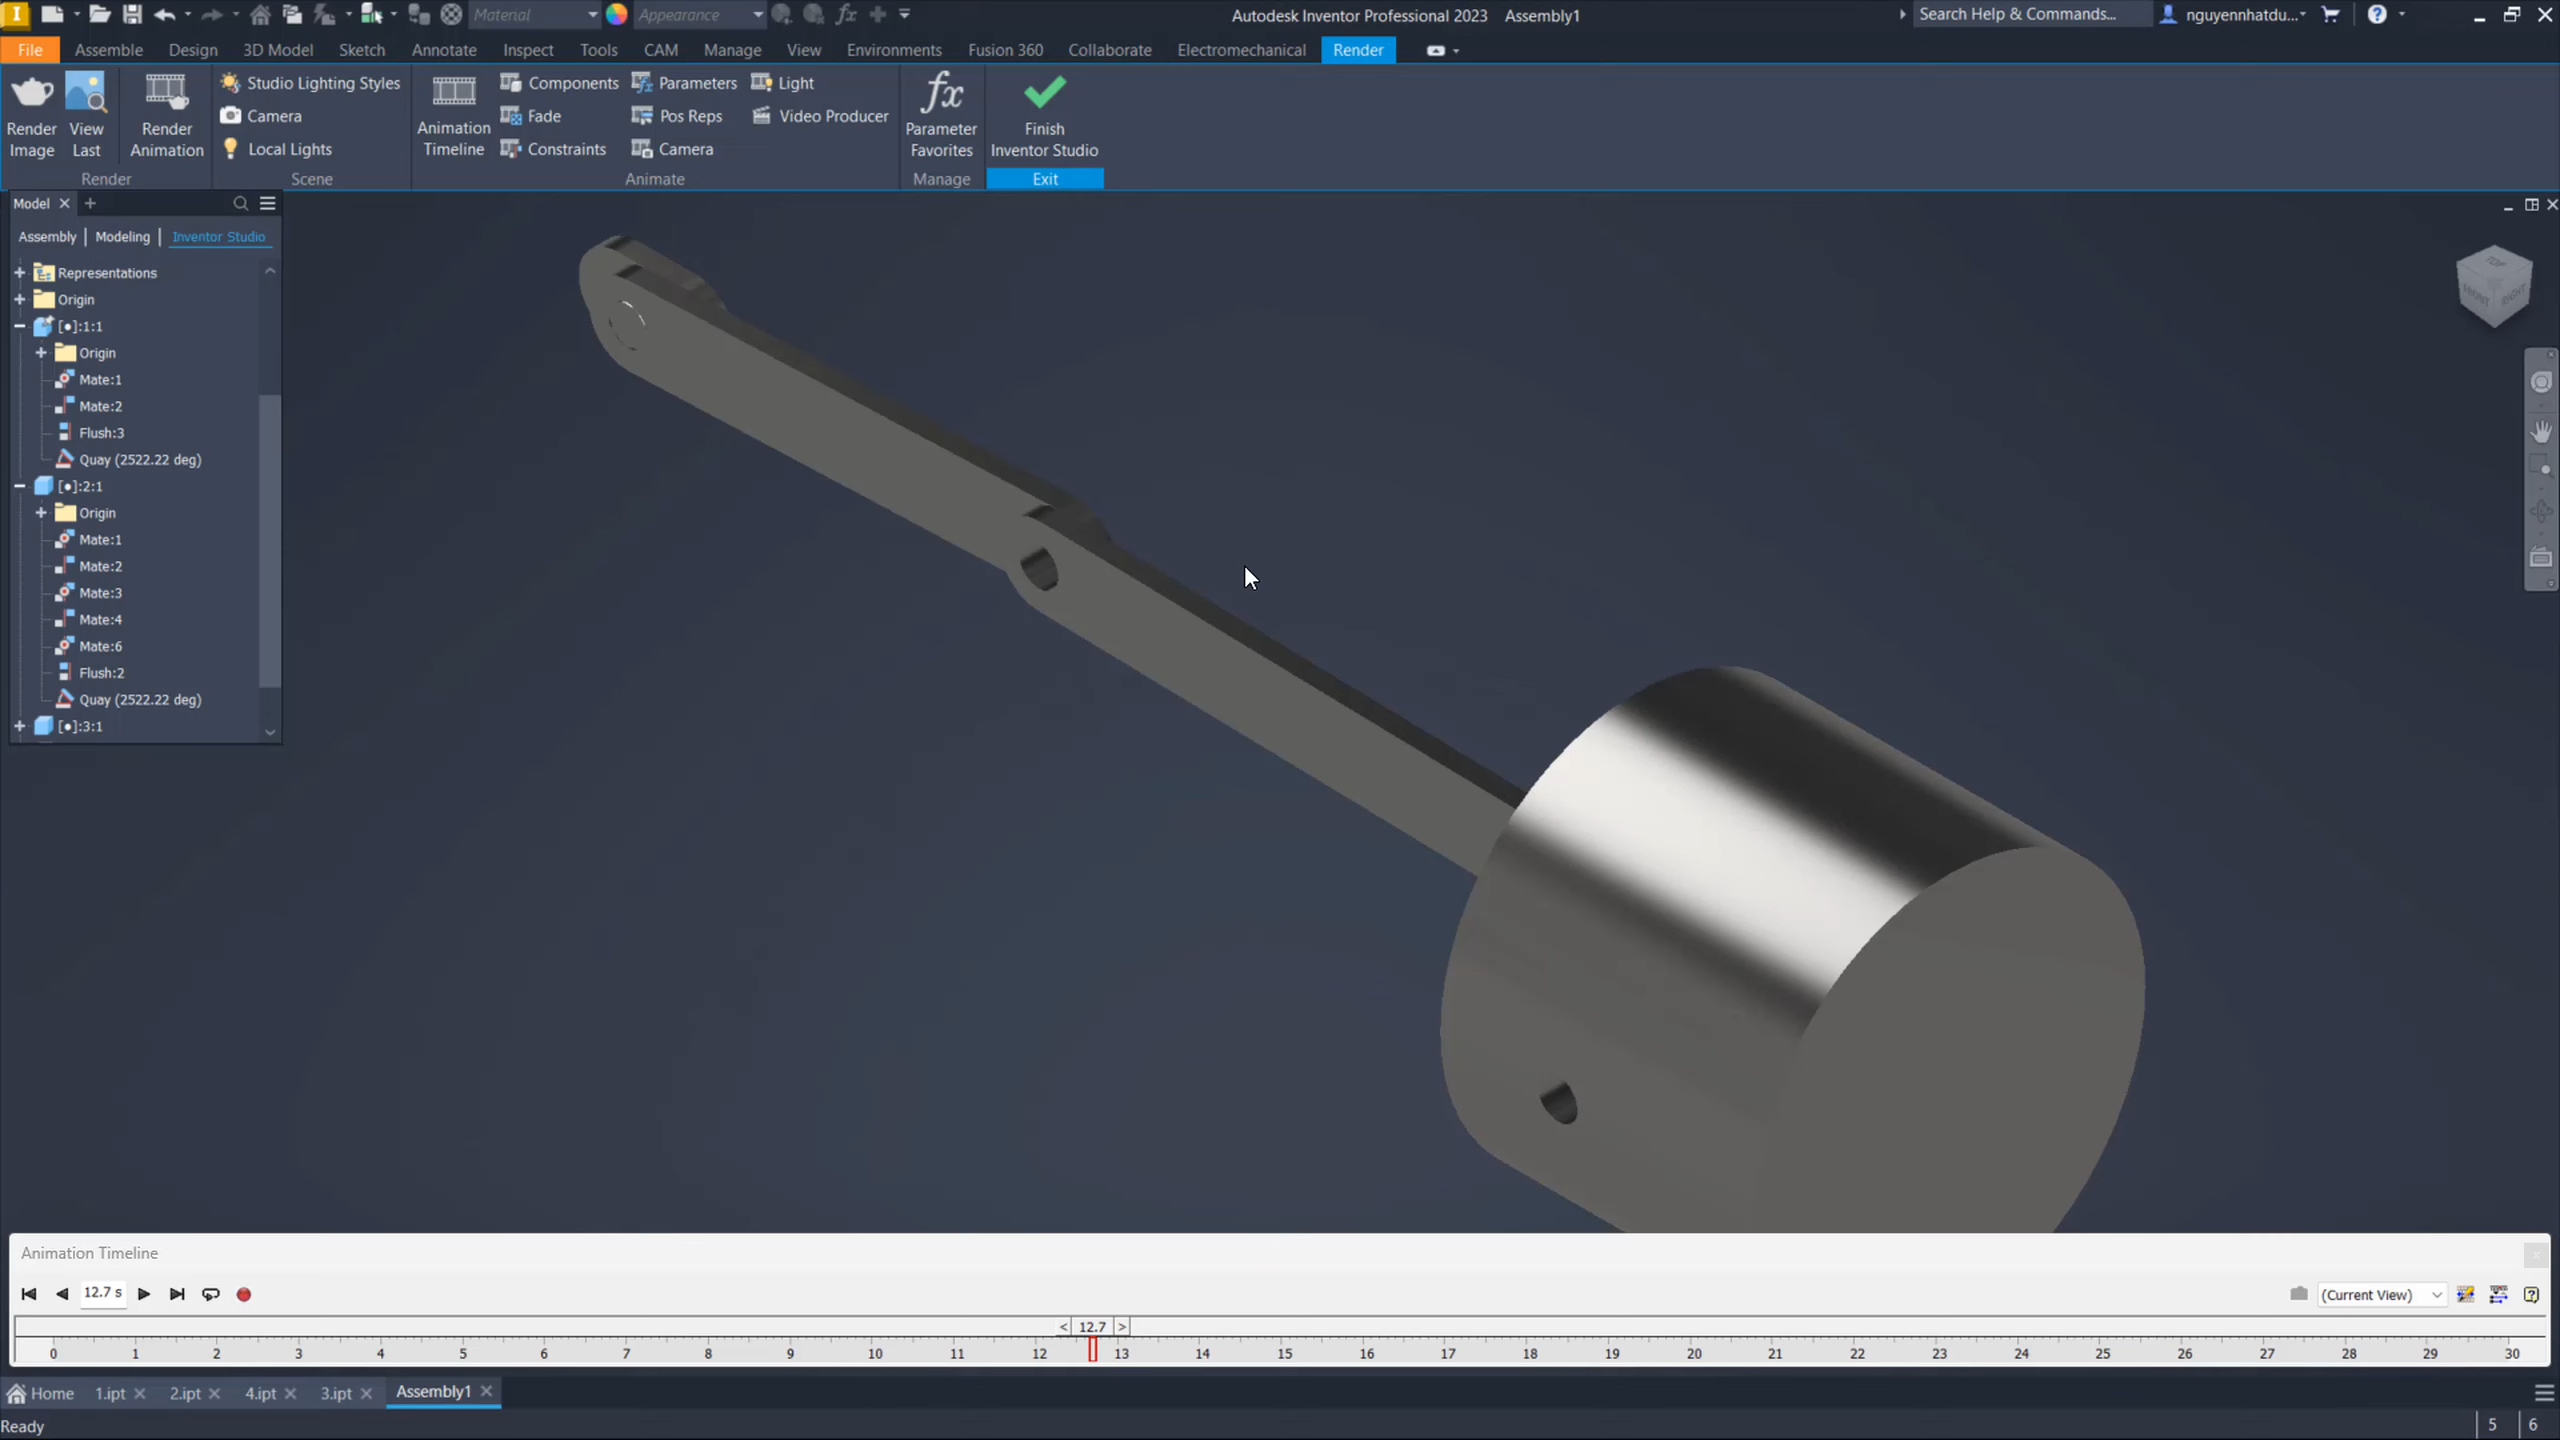 Material
Appearance
fx
Autodesk Inventor Professional 2023 Assembly1
Search Help & Commands...
nguyennhatdu...
File Assemble Design 3D Model Sketch Annotate Inspect Tools CAM Manage View Environments Fusion 360 Collaborate Electromechanical Render
Render Image
View Last
Render Animation
Studio Lighting Styles
Camera
Local Lights
Animation Timeline
Components
Fade
Constraints
Parameters
Pos Reps
Camera
Light
Video Producer
fx
Parameter Favorites
Finish Inventor Studio
Render
Scene
Animate
Manage
Exit
Model
Assembly | Modeling | Inventor Studio
Representations
Origin
[•]:1:1
Origin
Mate:1
Mate:2
Flush:3
Quay (2522.22 deg)
[•]:2:1
Origin
Mate:1
Mate:2
Mate:3
Mate:4
Mate:6
Flush:2
Quay (2522.22 deg)
[•]:3:1
TOP
FRONT
RIGHT
Animation Timeline
12.7 s
(Current View)
< 12.7 >
0 1 2 3 4 5 6 7 8 9 10 11 12 13 14 15 16 17 18 19 20 21 22 23 24 25 26 27 28 29 30
Home 1.ipt 2.ipt 4.ipt 3.ipt Assembly1
Ready
5 6